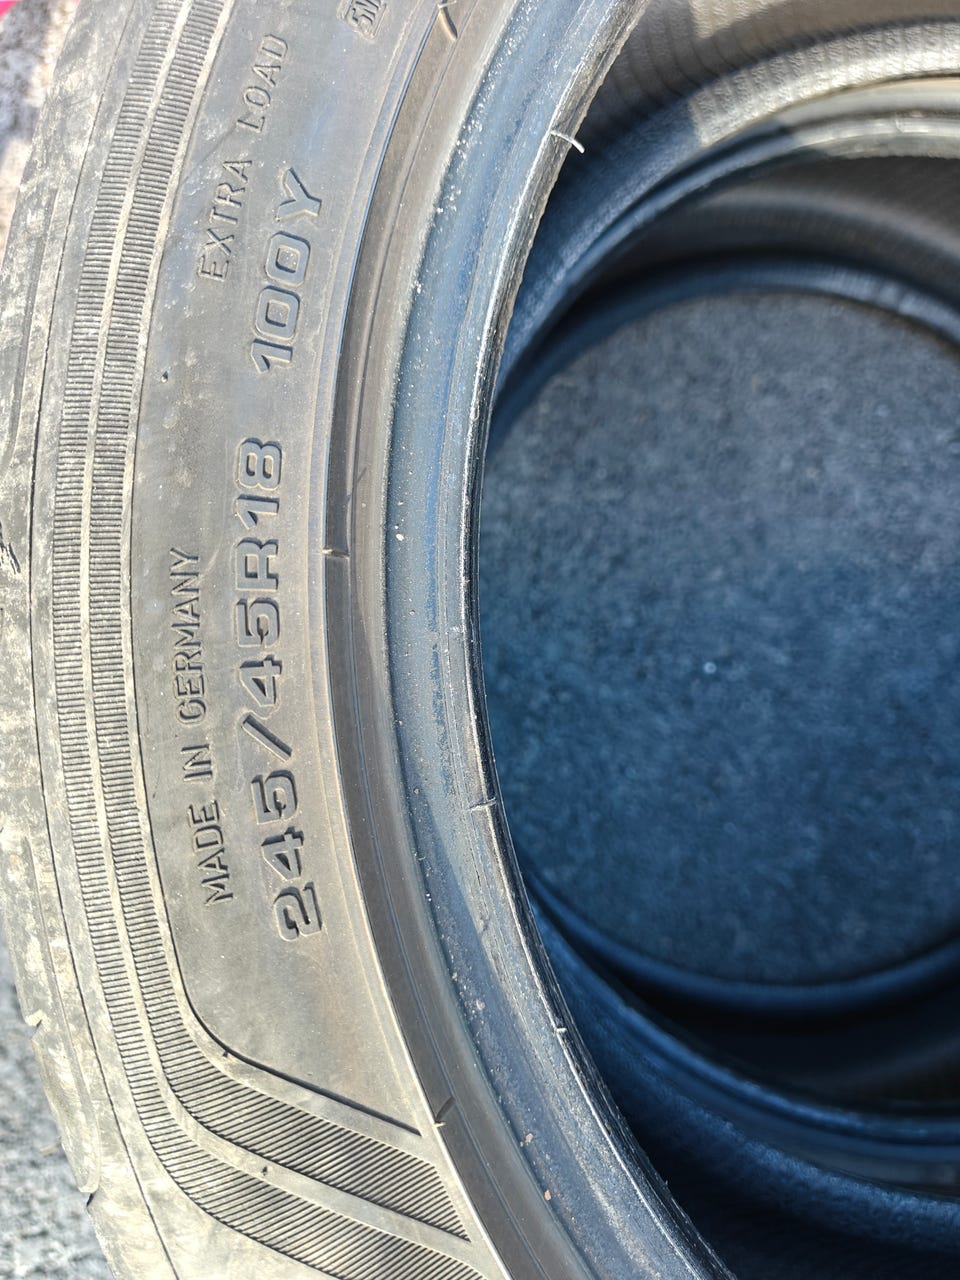 EXTRA LOAD
MADE IN GERMANY
245/45R18 100Y